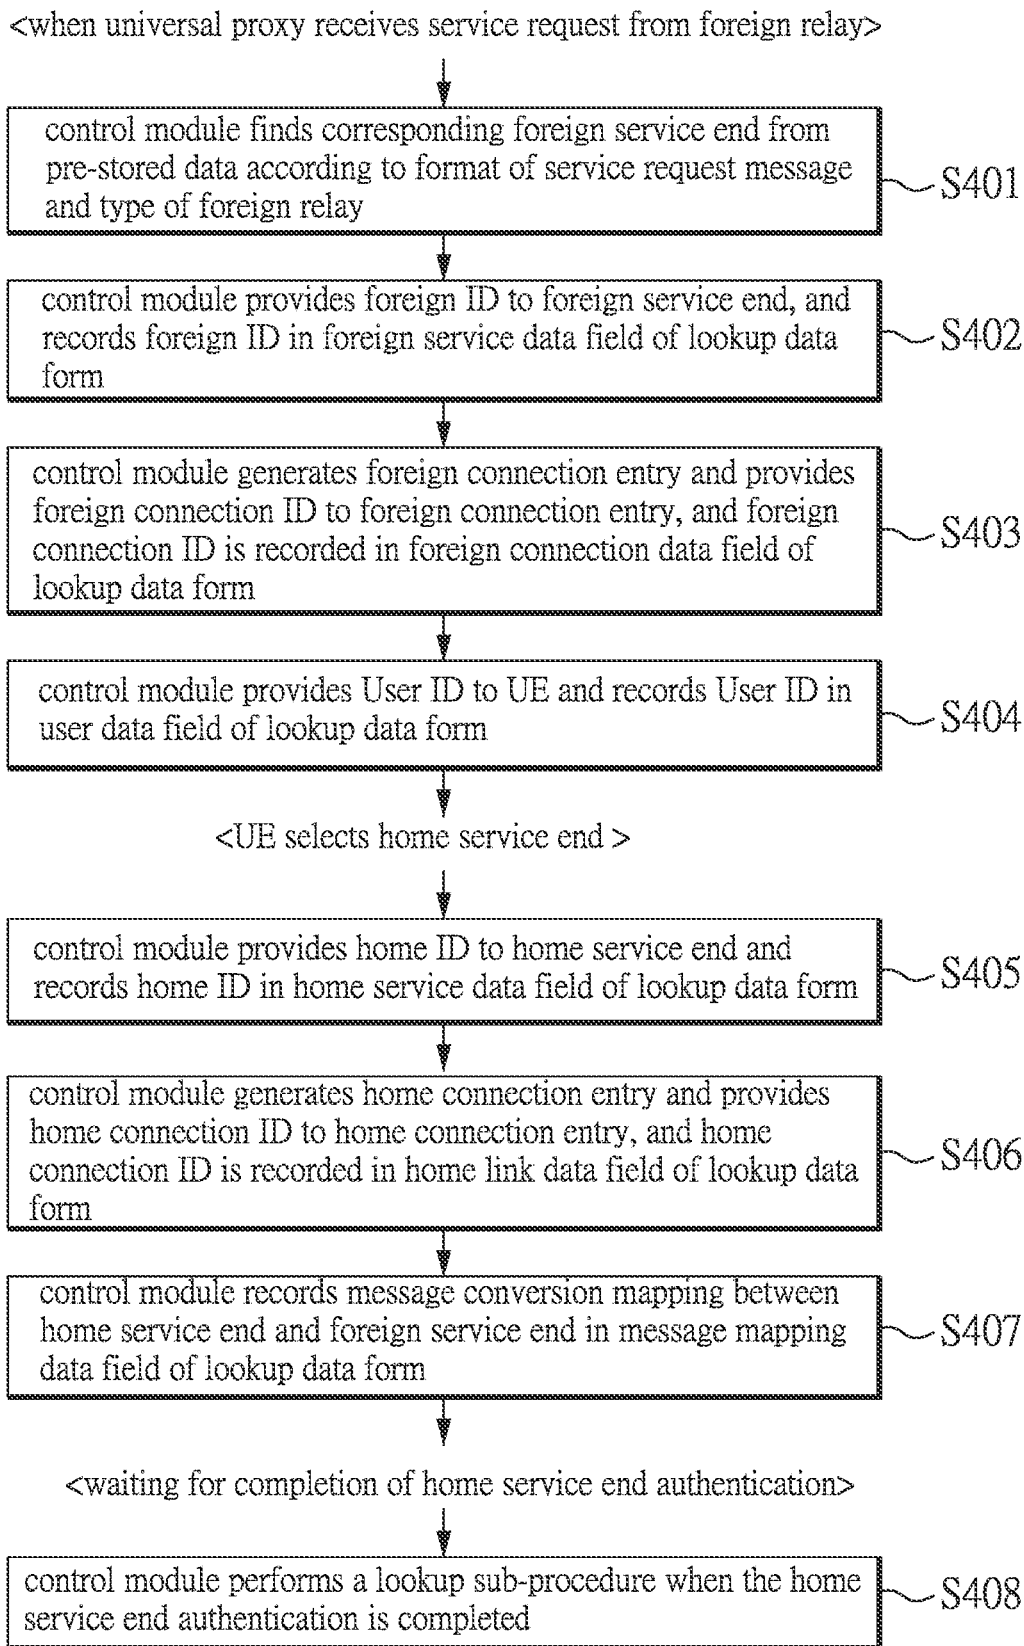 <when universal proxy receives service request from foreign relay>
control module finds corresponding foreign service end from
pre-stored data according to format of service request message
and type of foreign relay
S401
control module provides foreign ID to foreign service end, and
records foreign ID in foreign service data field of lookup data
form
S402
control module generates foreign connection entry and provides
foreign connection ID to foreign connection entry, and foreign
connection ID is recorded in foreign connection data field of
lookup data form
S403
control module provides User ID to UE and records User ID in
user data field of lookup data form
S404
<UE selects home service end >
control module provides home ID to home service end and
records home ID in home service data field of lookup data form
S405
control module generates home connection entry and provides
home connection ID to home connection entry, and home
connection ID is recorded in home link data field of lookup data
form
S406
control module records message conversion mapping between
home service end and foreign service end in message mapping
data field of lookup data form
S407
<waiting for completion of home service end authentication>
control module performs a lookup sub-procedure when the home
service end authentication is completed
S408